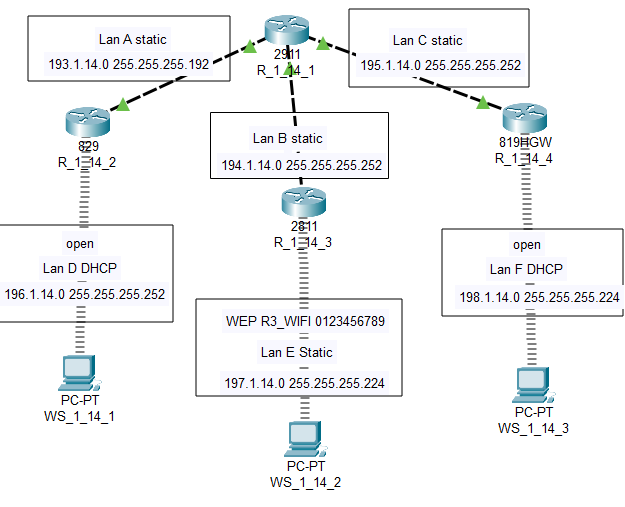 Lan A static
193.1.14.0 255.255.255.192
2911
R_1_14_1
Lan C static
195.1.14.0 255.255.255.252
829
R_1_14_2
Lan B static
194.1.14.0 255.255.255.252
819HGW
R_1_14_4
2811
R_1_14_3
open
Lan D DHCP
196.1.14.0 255.255.255.252
open
Lan F DHCP
198.1.14.0 255.255.255.224
WEP R3_WIFI 0123456789
Lan E Static
197.1.14.0 255.255.255.224
PC-PT
WS_1_14_1
PC-PT
WS_1_14_2
PC-PT
WS_1_14_3